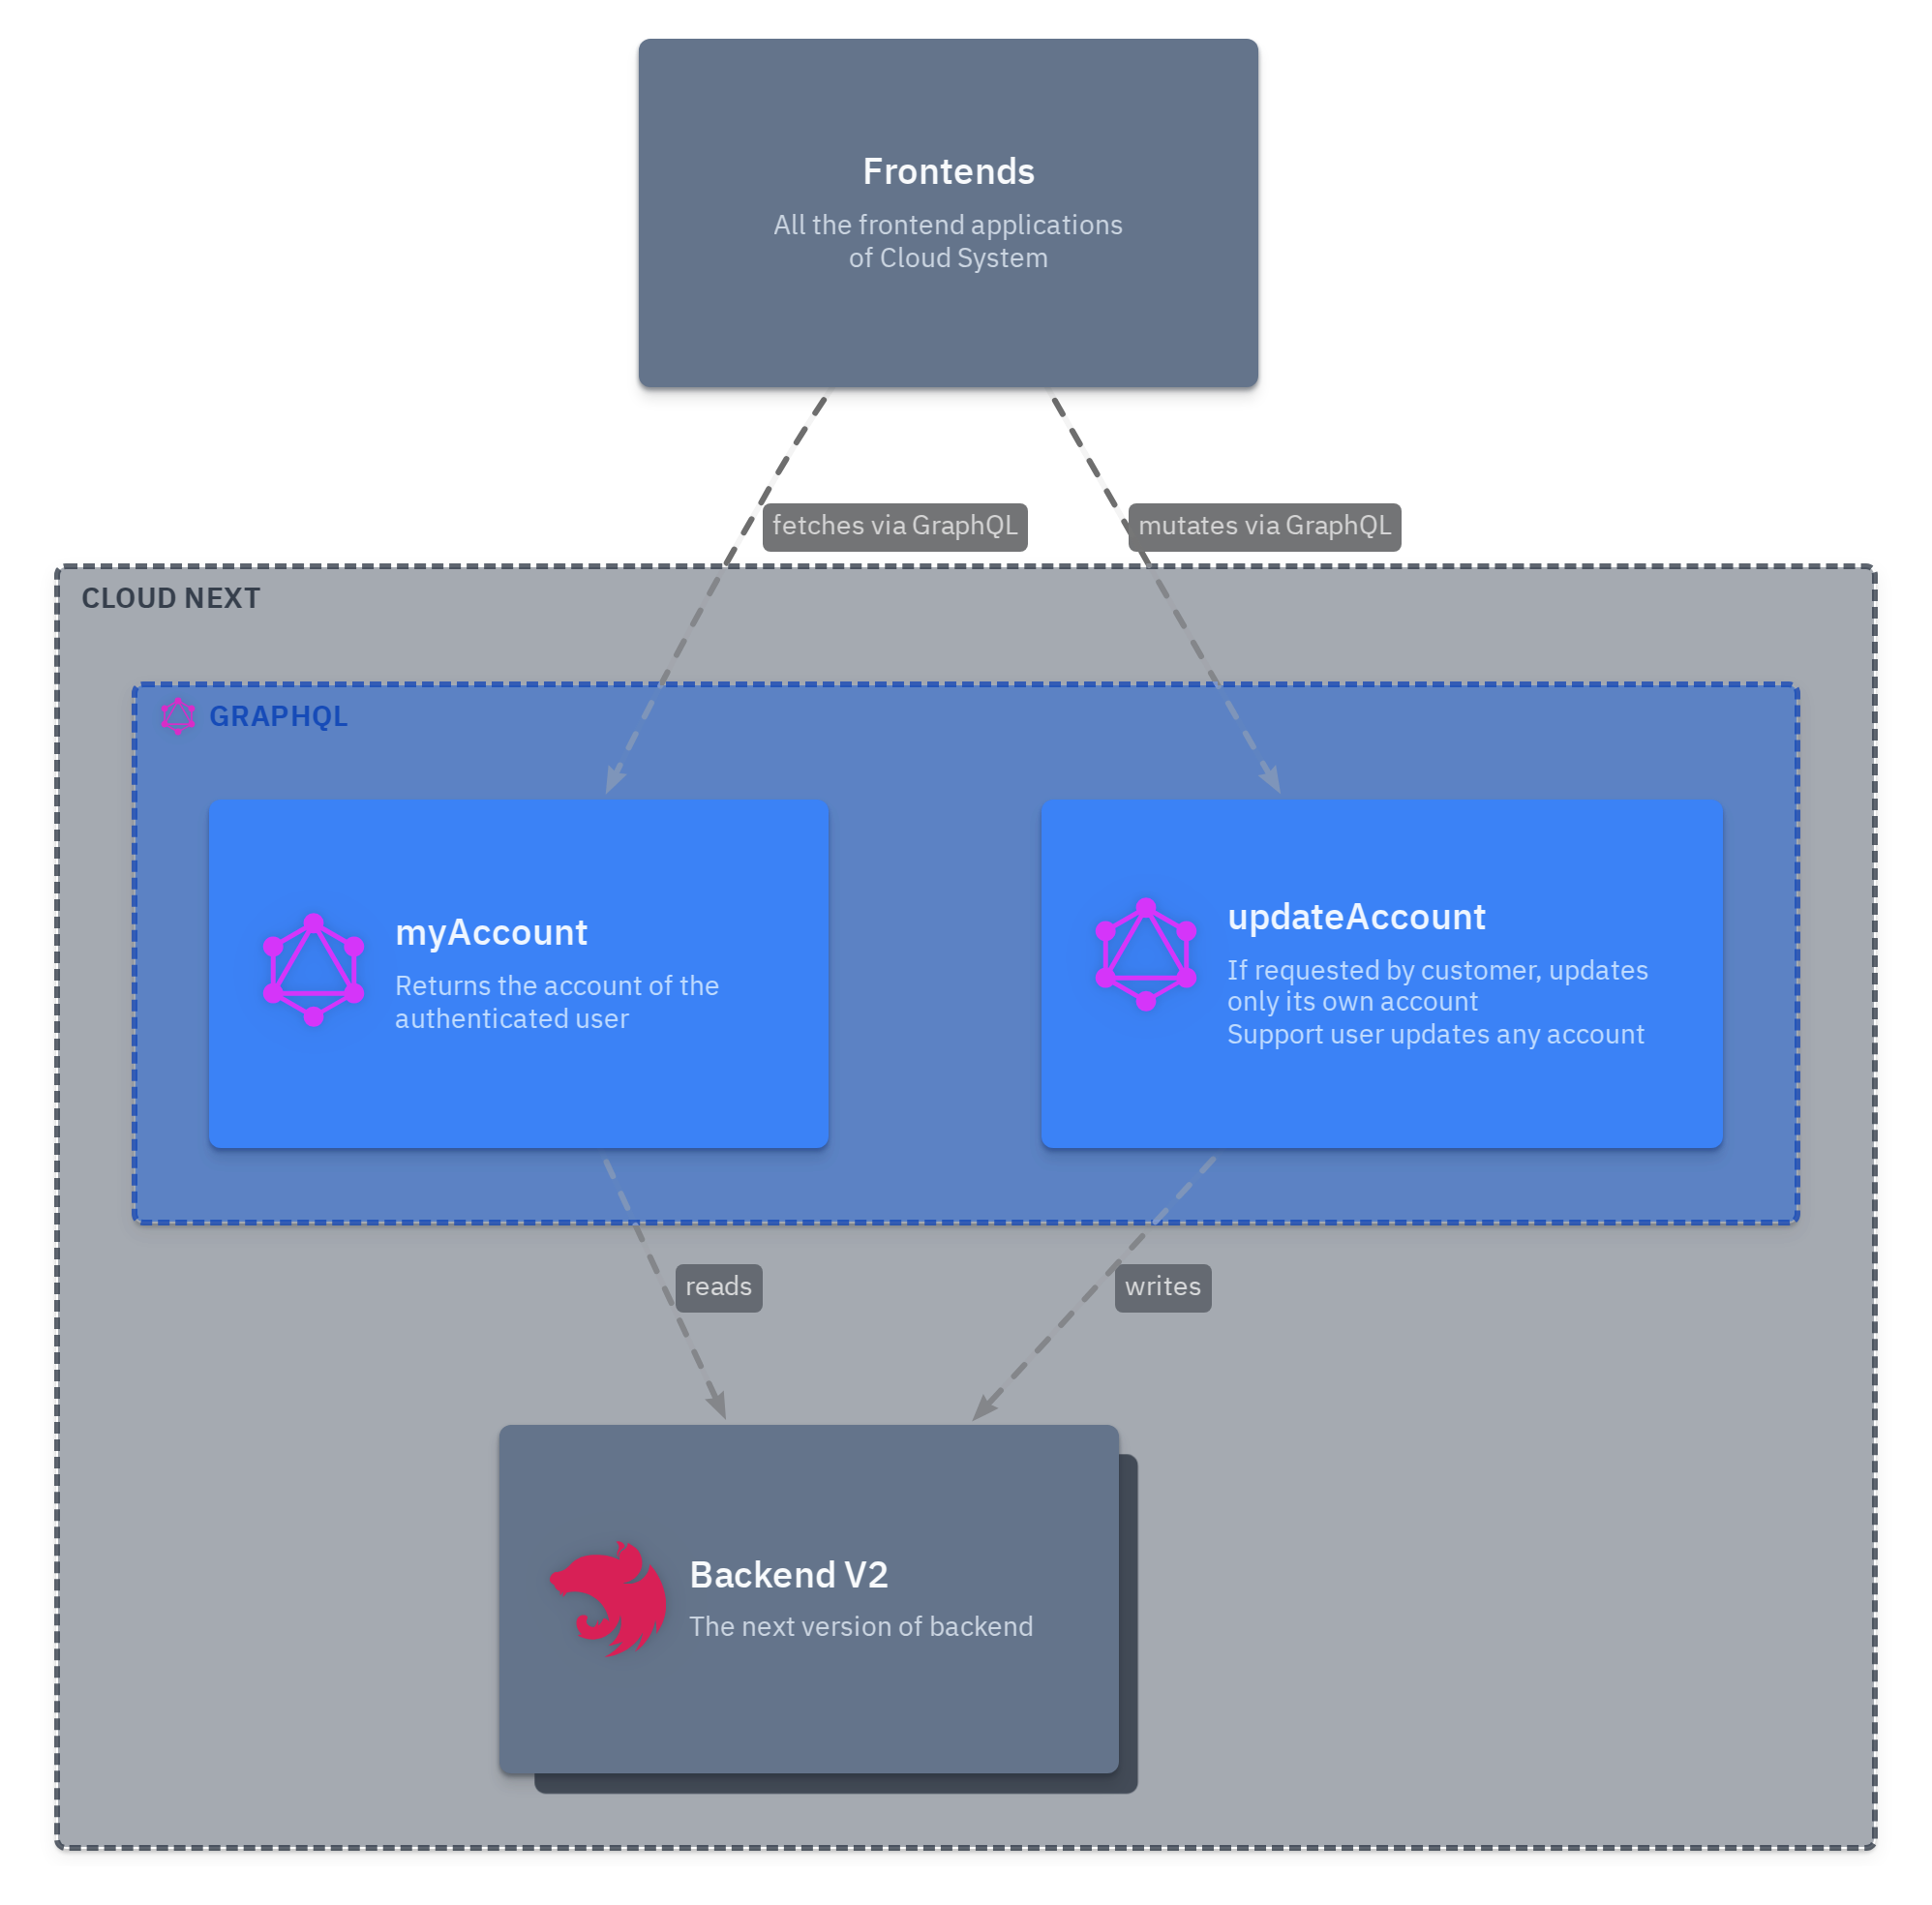 Frontends
All the frontend applications
of Cloud System
fetches via GraphQL
mutates via GraphQL
CLOUD NEXT
GRAPHQL
myAccount
Returns the account of the
authenticated user
updateAccount
If requested by customer, updates
only its own account
Support user updates any account
reads
writes
Backend V2
The next version of backend